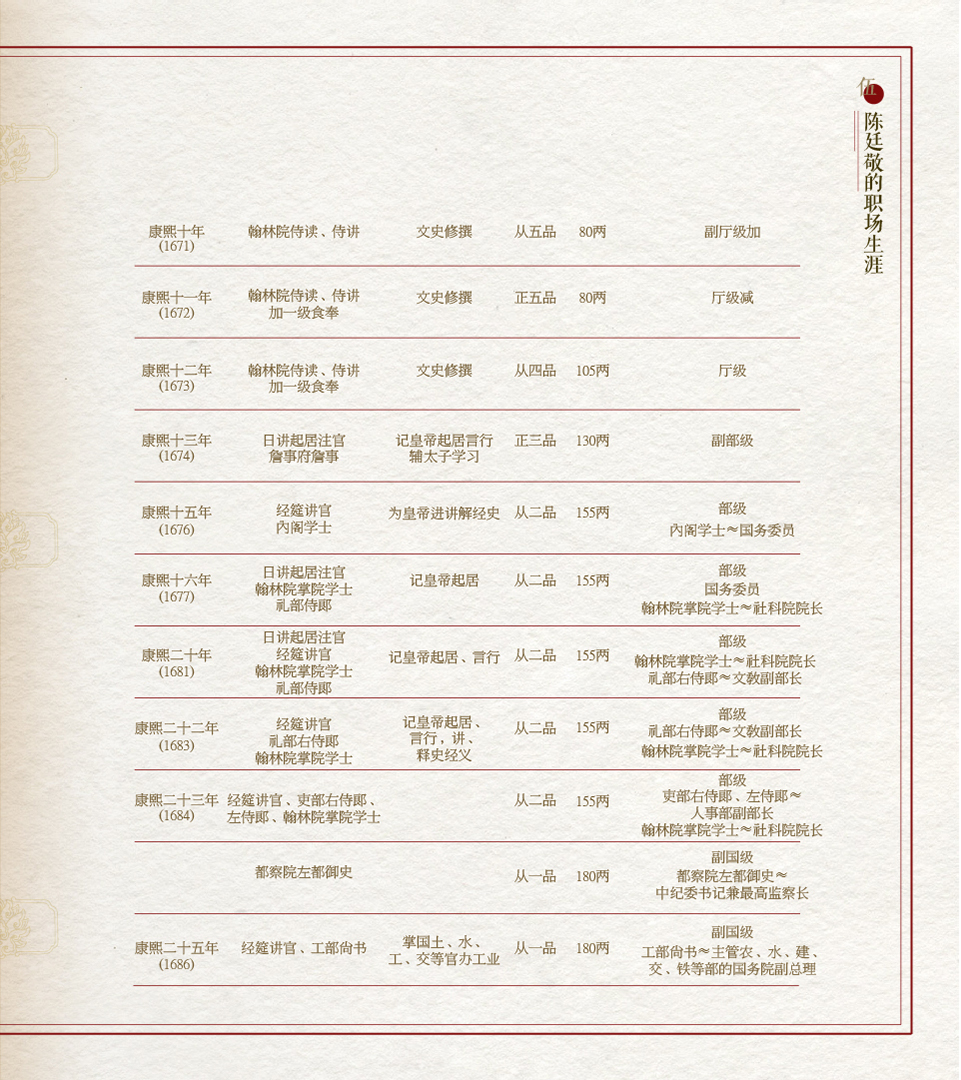 伍
陈廷敬的职场生涯
康熙十年
(1671)
翰林院侍读、侍讲
文史修撰
从五品
80两
副厅级加
康熙十一年
(1672)
翰林院侍读、侍讲
加一级食奉
文史修撰
正五品
80两
厅级减
康熙十二年
(1673)
翰林院侍读、侍讲
加一级食奉
文史修撰
从四品
105两
厅级
康熙十三年
(1674)
日讲起居注官
詹事府詹事
记皇帝起居言行
辅太子学习
正三品
130两
副部级
康熙十五年
(1676)
经筵讲官
内阁学士
为皇帝进讲解经史
从二品
155两
部级
内阁学士≈国务委员
康熙十六年
(1677)
日讲起居注官
翰林院掌院学士
礼部侍郎
记皇帝起居
从二品
155两
部级
国务委员
翰林院掌院学士≈社科院院长
康熙二十年
(1681)
日讲起居注官
经筵讲官
翰林院掌院学士
礼部侍郎
记皇帝起居、言行
从二品
155两
部级
翰林院掌院学士≈社科院院长
礼部右侍郎≈文教副部长
康熙二十二年
(1683)
经筵讲官
礼部右侍郎
翰林院掌院学士
记皇帝起居、
言行，讲、
释史经义
从二品
155两
部级
礼部右侍郎≈文教副部长
翰林院掌院学士≈社科院院长
康熙二十三年
(1684)
经筵讲官、吏部右侍郎、
左侍郎、翰林院掌院学士
从二品
155两
部级
吏部右侍郎、左侍郎≈
人事部副部长
翰林院掌院学士≈社科院院长
都察院左都御史
从一品
180两
副国级
都察院左都御史≈
中纪委书记兼最高监察长
康熙二十五年
(1686)
经筵讲官、工部尚书
掌国土、水、
工、交等官办工业
从一品
180两
副国级
工部尚书≈主管农、水、建、
交、铁等部的国务院副总理